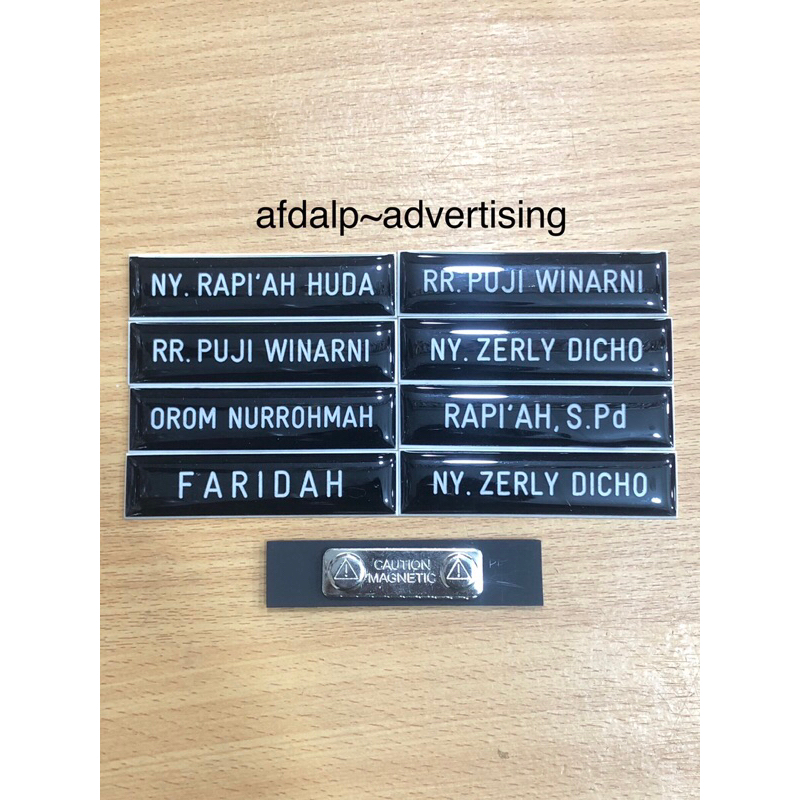 afdalp~advertising
NY. RAPI'AH HUDA
RR. PUJI WINARNI
RR. PUJI WINARNI
NY. ZERLY DICHO
OROM NURROHMAH
RAPI'AH, S.Pd
FARIDAH
NY. ZERLY DICHO
CAUTION
MAGNETIC